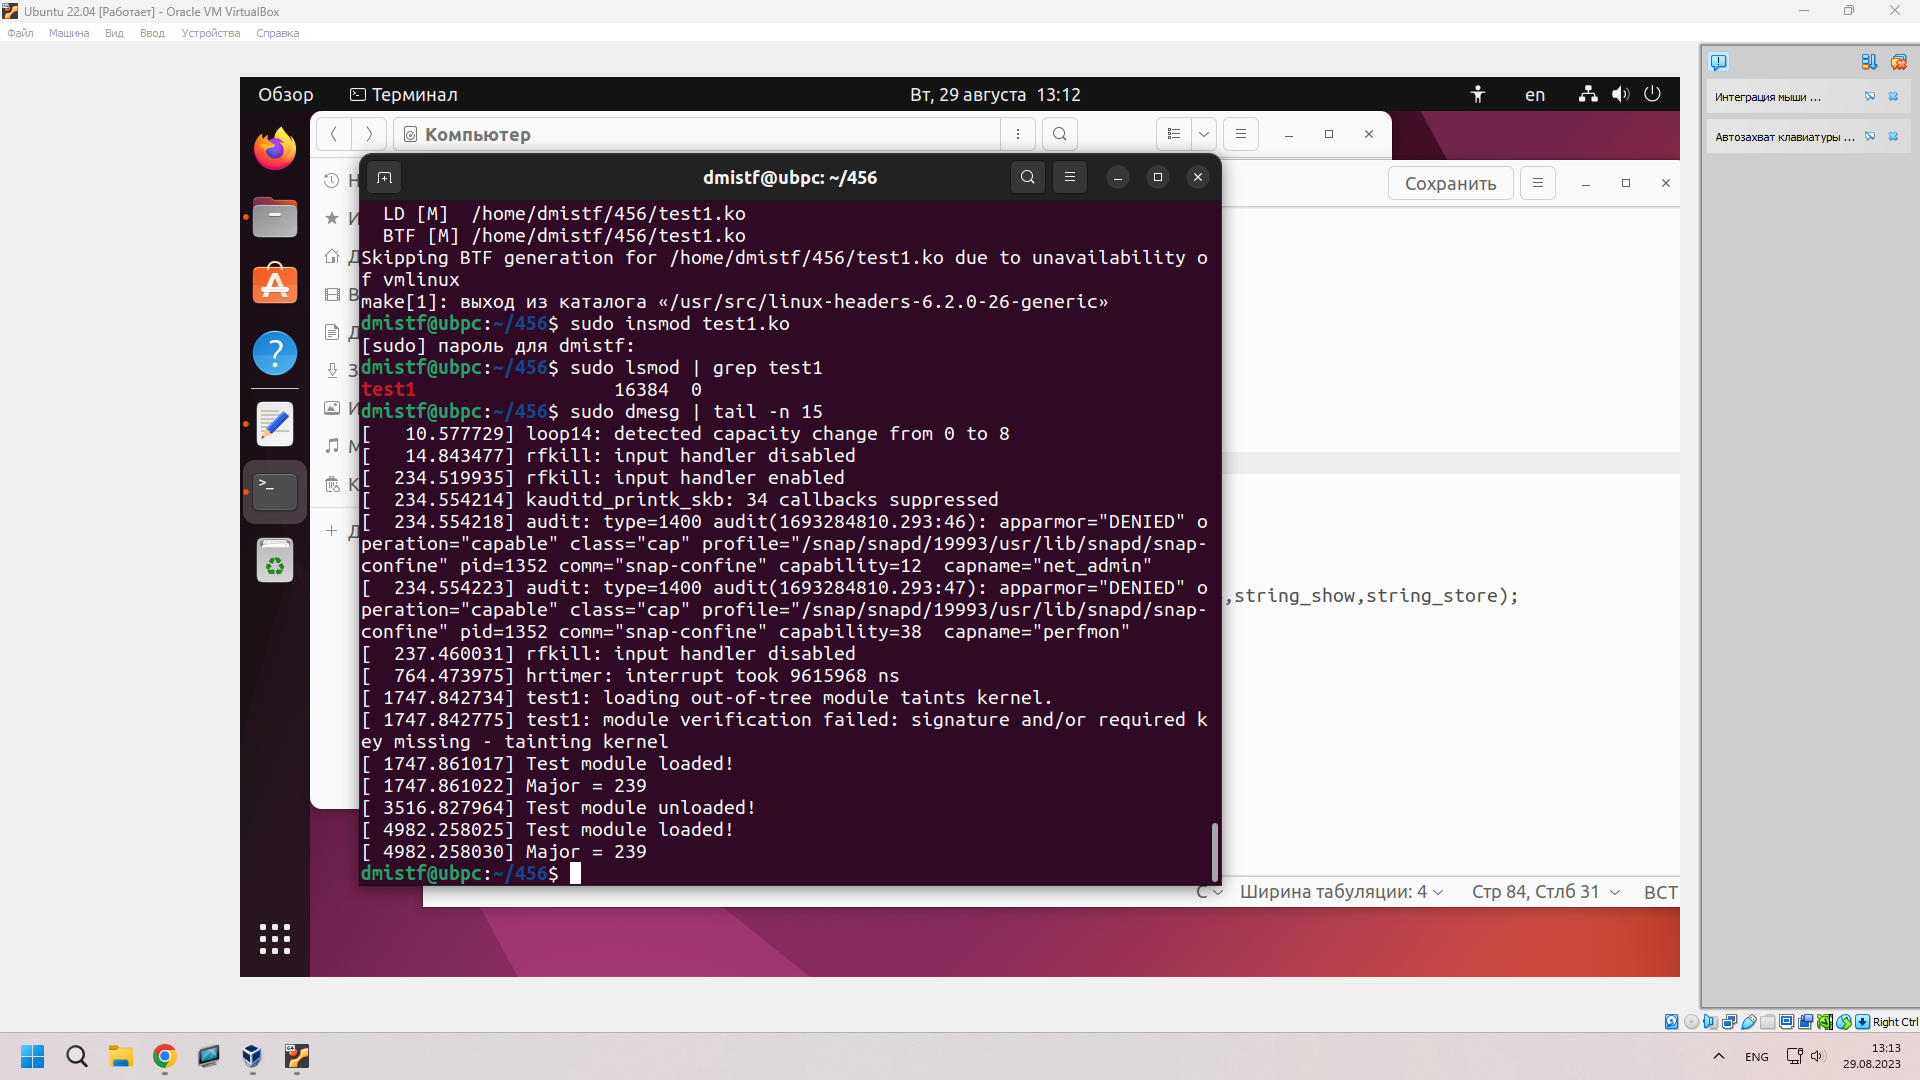 Ubuntu 22.04 [Работает] - Oracle VM VirtualBox
Файл Машина Вид Ввод Устройства Справка
Обзор Терминал Вт, 29 августа 13:12 en
Компьютер
Интеграция мыши ...
Автозахват клавиатуры ...
Сохранить
dmistf@ubpc: ~/456
LD [M]  /home/dmistf/456/test1.ko
BTF [M] /home/dmistf/456/test1.ko
Skipping BTF generation for /home/dmistf/456/test1.ko due to unavailability o
f vmlinux
make[1]: выход из каталога «/usr/src/linux-headers-6.2.0-26-generic»
dmistf@ubpc:~/456$ sudo insmod test1.ko
[sudo] пароль для dmistf:
dmistf@ubpc:~/456$ sudo lsmod | grep test1
test1                  16384  0
dmistf@ubpc:~/456$ sudo dmesg | tail -n 15
[   10.577729] loop14: detected capacity change from 0 to 8
[   14.843477] rfkill: input handler disabled
[  234.519935] rfkill: input handler enabled
[  234.554214] kauditd_printk_skb: 34 callbacks suppressed
[  234.554218] audit: type=1400 audit(1693284810.293:46): apparmor="DENIED" o
peration="capable" class="cap" profile="/snap/snapd/19993/usr/lib/snapd/snap-
confine" pid=1352 comm="snap-confine" capability=12  capname="net_admin"
[  234.554223] audit: type=1400 audit(1693284810.293:47): apparmor="DENIED" o
peration="capable" class="cap" profile="/snap/snapd/19993/usr/lib/snapd/snap-
confine" pid=1352 comm="snap-confine" capability=38  capname="perfmon"
[  237.460031] rfkill: input handler disabled
[  764.473975] hrtimer: interrupt took 9615968 ns
[ 1747.842734] test1: loading out-of-tree module taints kernel.
[ 1747.842775] test1: module verification failed: signature and/or required k
ey missing - tainting kernel
[ 1747.861017] Test module loaded!
[ 1747.861022] Major = 239
[ 3516.827964] Test module unloaded!
[ 4982.258025] Test module loaded!
[ 4982.258030] Major = 239
dmistf@ubpc:~/456$
,string_show,string_store);
C Ширина табуляции: 4 Стр 84, Стлб 31 ВСТ
Right Ctrl
ENG
13:13
29.08.2023